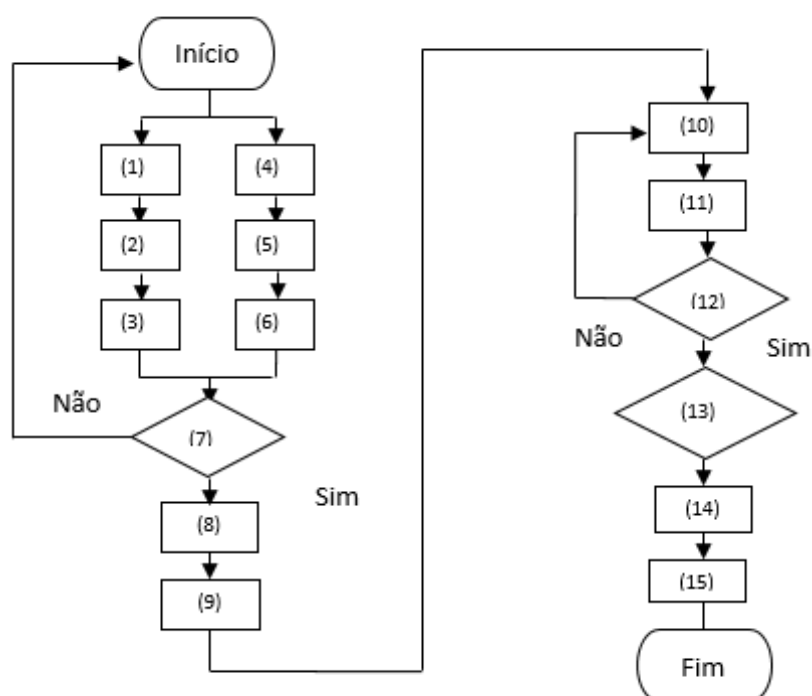 Início
(1)
(4)
(2)
(5)
(3)
(6)
Não
(7)
Sim
(8)
(9)
(10)
(11)
(12)
Não
Sim
(13)
(14)
(15)
Fim